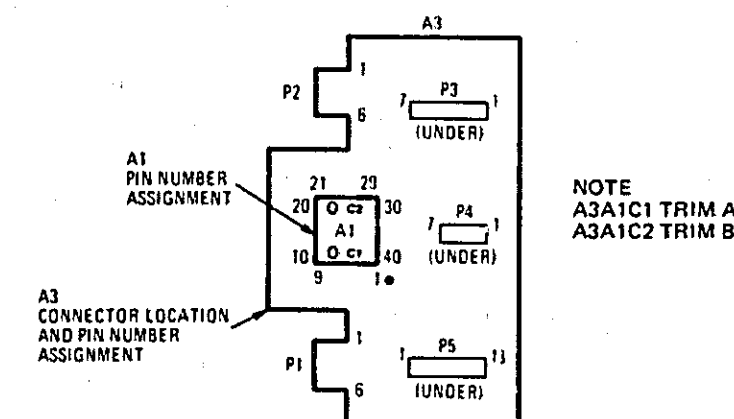 A3
1
P2
6
7 P3 1
(UNDER)
A1
PIN NUMBER
ASSIGNMENT
21 29
20 C2 30
A1
10 C1 40
9 1
7 P4 1
(UNDER)
NOTE
A3A1C1 TRIM A
A3A1C2 TRIM B
A3
CONNECTOR LOCATION
AND PIN NUMBER
ASSIGNMENT
1
P1
6
1 P5 13
(UNDER)